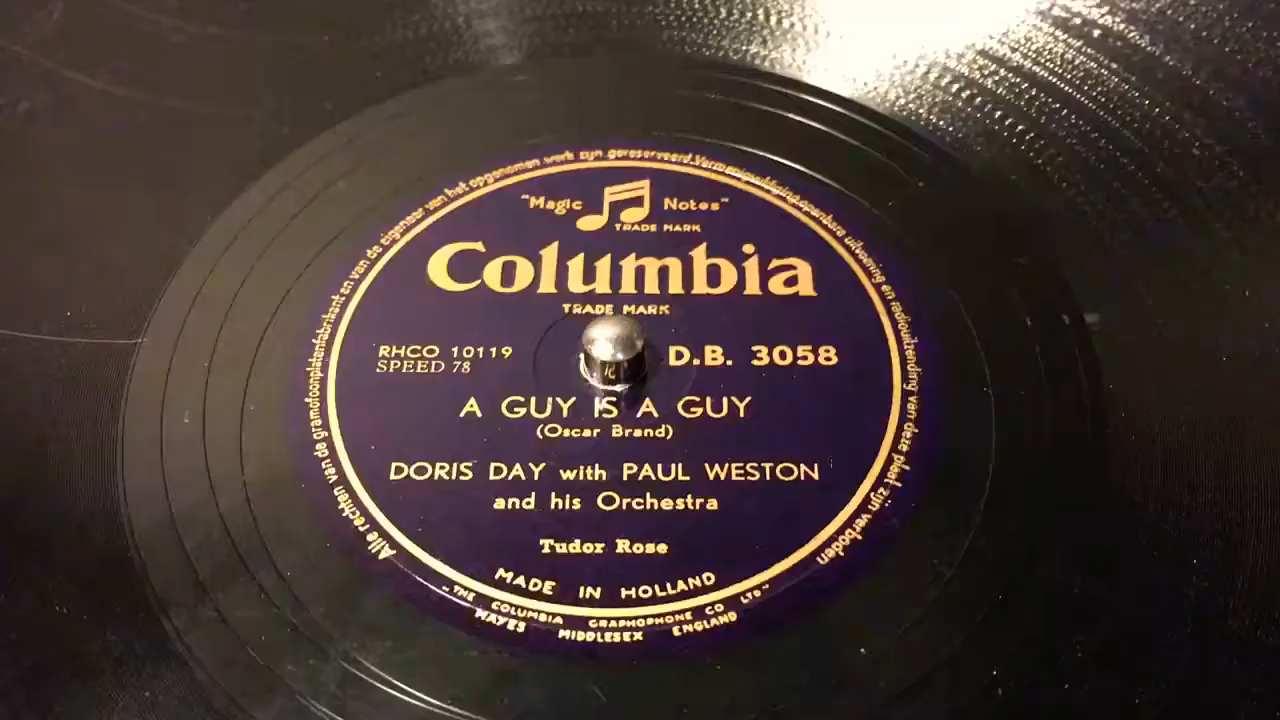 Alle rechten van de gramofoonplatenfabrikant en van de eigenaar van het opgenomen werk zijn gereserveerd. Vermenigvuldiging, openbare uitvoering en radiouitzending van deze plaat zijn verboden
"Magic Notes"
TRADE MARK
Columbia
TRADE MARK
RHCO 10119
SPEED 78
D.B. 3058
A GUY IS A GUY
(Oscar Brand)
DORIS DAY with PAUL WESTON
and his Orchestra
Tudor Rose
MADE IN HOLLAND
"THE COLUMBIA GRAPHOPHONE CO LTD"
HAYES MIDDLESEX ENGLAND